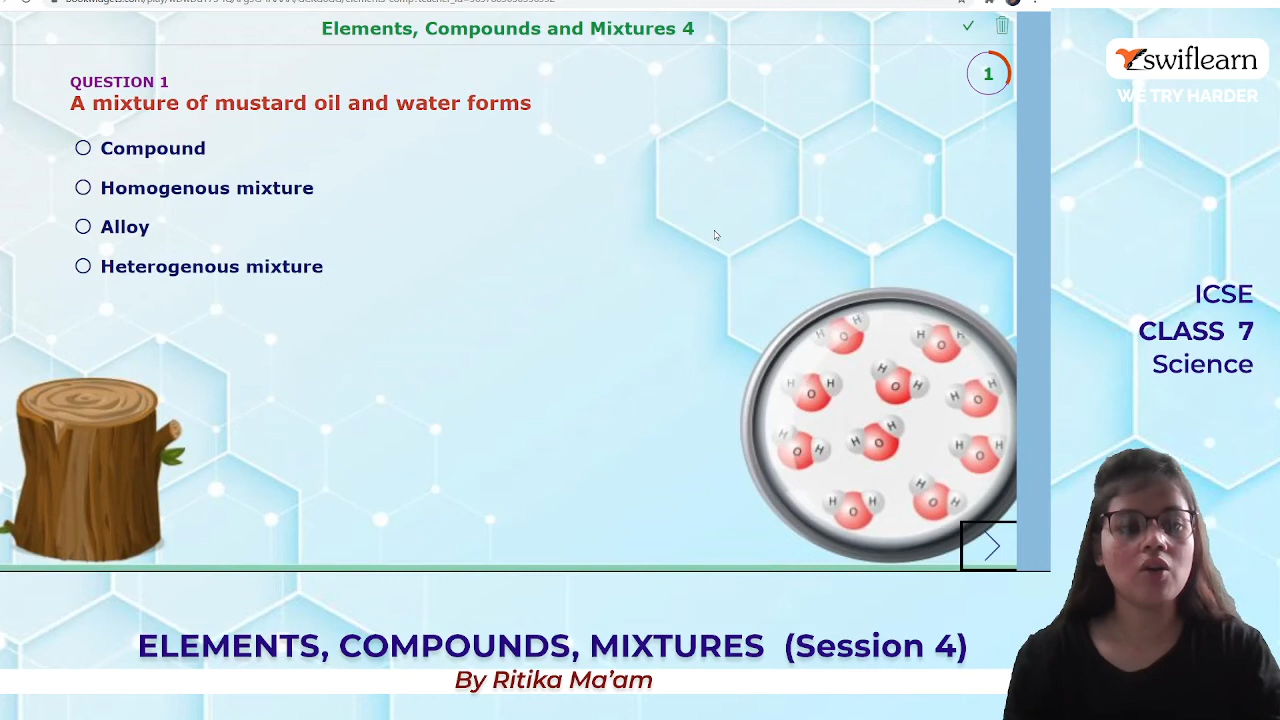 Elements, Compounds and Mixtures 4
QUESTION 1
1
A mixture of mustard oil and water forms
Compound
Homogenous mixture
Alloy
Heterogenous mixture
swiflearn
WE TRY HARDER
ICSE
CLASS 7
Science
ELEMENTS, COMPOUNDS, MIXTURES (Session 4)
By Ritika Ma'am